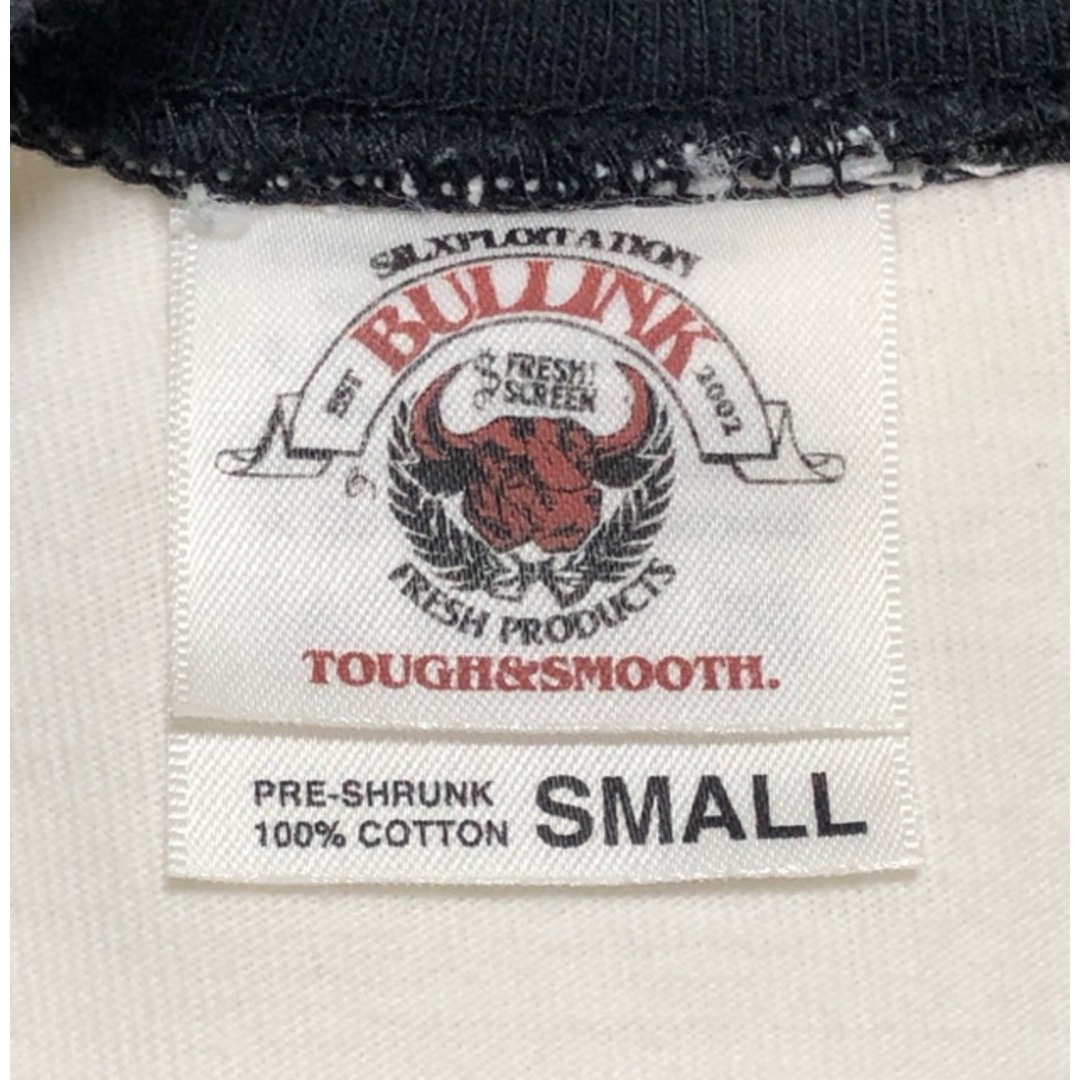 SILXPLOITATION
BULLINK
EST 2002
$ FRESH!
SCREEN
FRESH PRODUCTS
TOUGH&SMOOTH.
PRE-SHRUNK
100% COTTON
SMALL